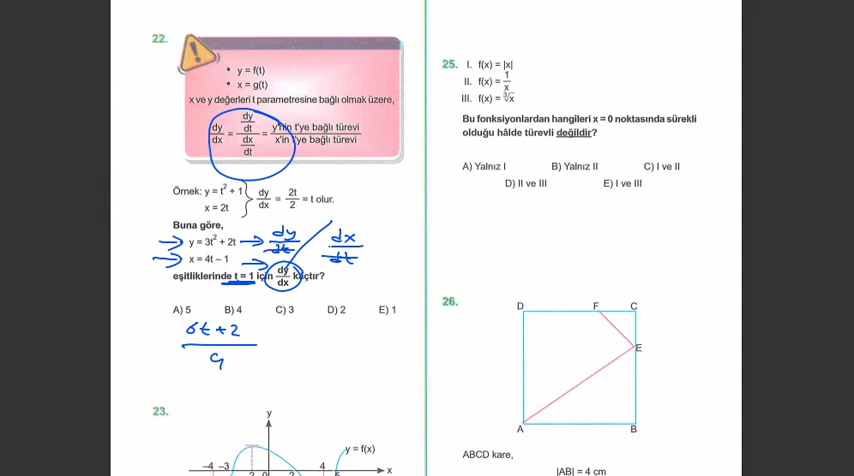 22.
• y = f(t)
• x = g(t)
x ve y değerleri t parametresine bağlı olmak üzere,
dy/dx = (dy/dt)/(dx/dt) = y'nin t'ye bağlı türevi / x'in t'ye bağlı türevi
Örnek: y = t² + 1
x = 2t
dy/dx = 2t/2 = t olur.
Buna göre,
→ y = 3t² + 2t → dy/dt
→ x = 4t – 1 → dx/dt
eşitliklerinde t = 1 için dy/dx kaçtır?
A) 5 B) 4 C) 3 D) 2 E) 1
6t + 2
23.
y
y = f(x)
–4 –3 4 x
25. I. f(x) = |x|
II. f(x) = 1/x
III. f(x) = ³√x
Bu fonksiyonlardan hangileri x = 0 noktasında sürekli
olduğu hâlde türevli değildir?
A) Yalnız I B) Yalnız II C) I ve II
D) II ve III E) I ve III
26.
D F C
E
A B
ABCD kare,
|AB| = 4 cm